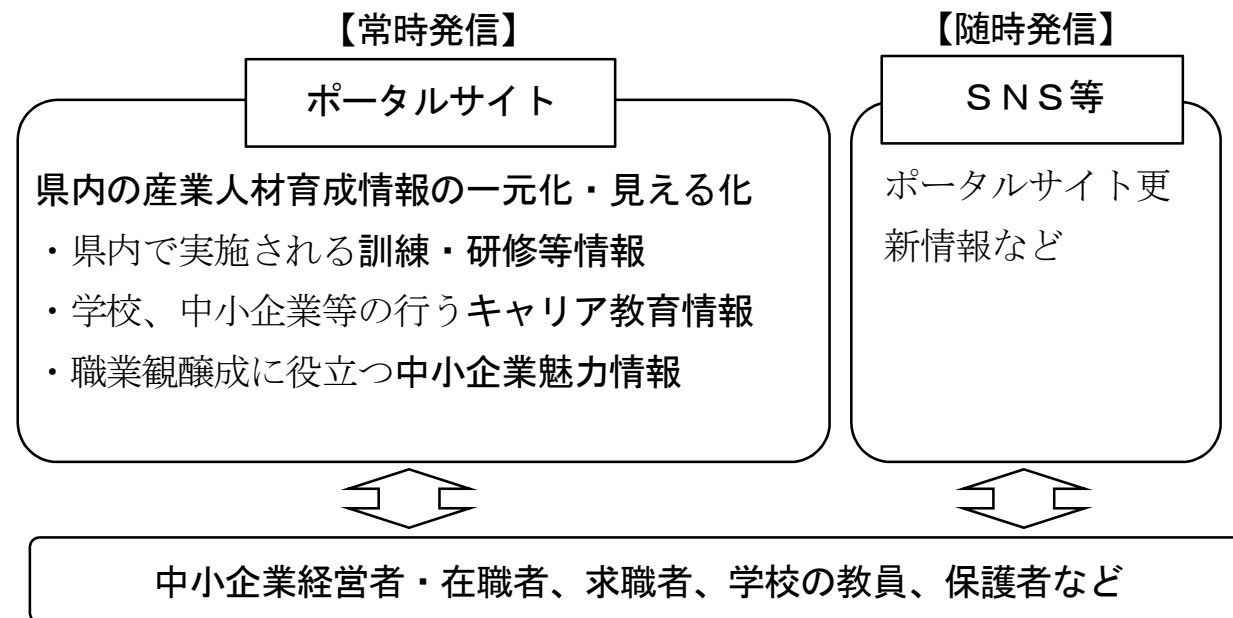 【常時発信】
ポータルサイト
県内の産業人材育成情報の一元化・見える化
・県内で実施される訓練・研修等情報
・学校、中小企業等の行うキャリア教育情報
・職業観醸成に役立つ中小企業魅力情報
【随時発信】
ＳＮＳ等
ポータルサイト更
新情報など
中小企業経営者・在職者、求職者、学校の教員、保護者など